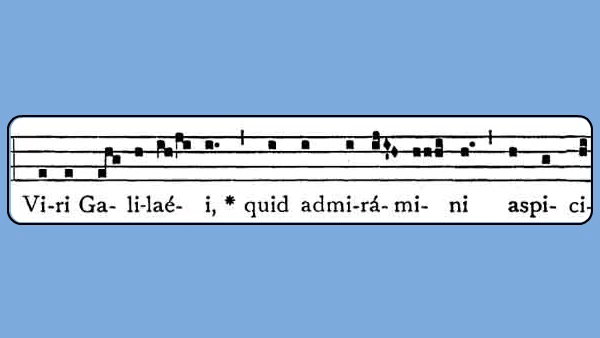 Vi-ri Ga- li-laé- i, * quid admi-rá- mi- ni aspi- ci-